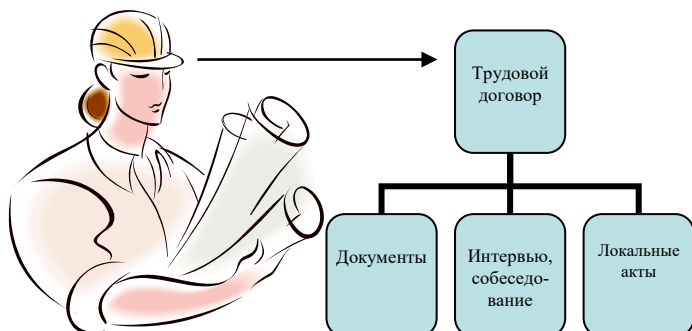 Трудовой
договор
Документы
Интервью,
собеседо-
вание
Локальные
акты